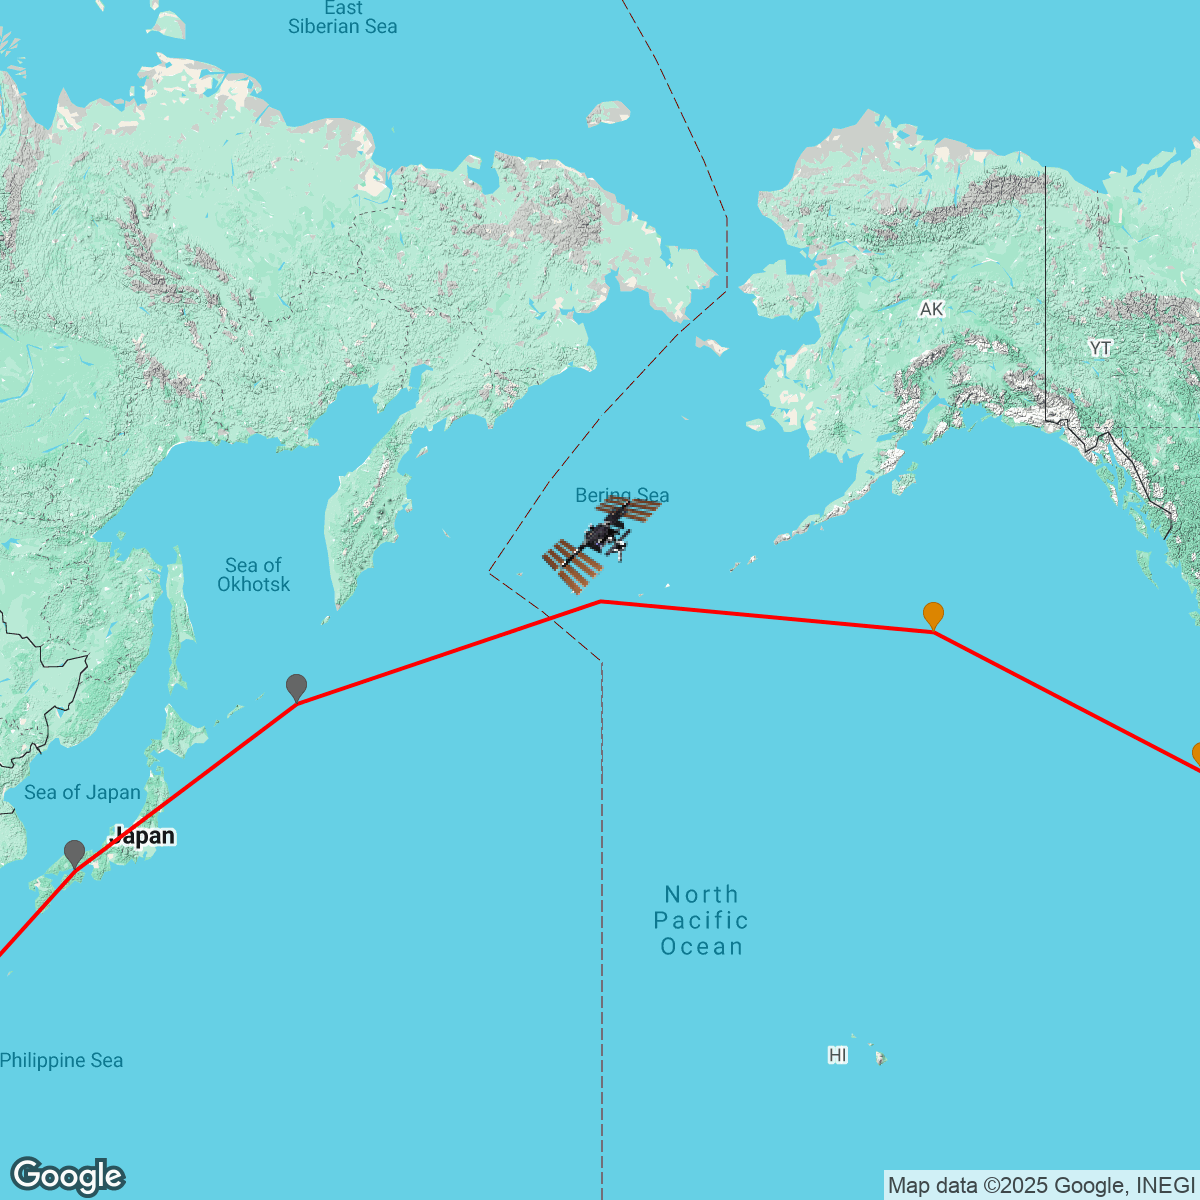 East
Siberian Sea
AK
YT
Bering Sea
Sea of
Okhotsk
Sea of Japan
Japan
North
Pacific
Ocean
HI
Philippine Sea
Google
Map data ©2025 Google, INEGI